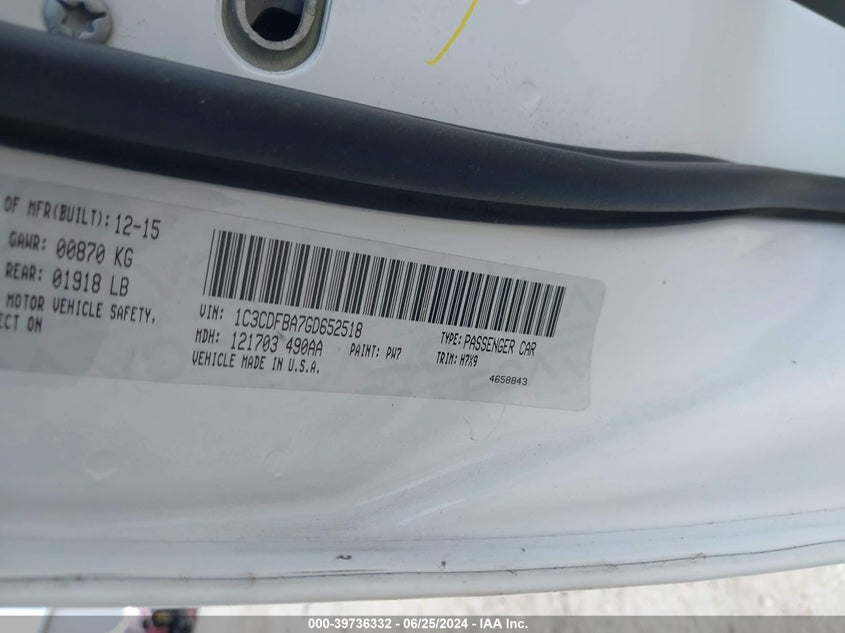 OF MFR(BUILT): 12-15
GAWR: 00870 KG
REAR: 01918 LB
MOTOR VEHICLE SAFETY,
ECT ON
VIN: 1C3CDFBA7GD652518
MDH: 121703 490AA
PAINT: PW7
VEHICLE MADE IN U.S.A.
TYPE: PASSENGER CAR
TRIM: H7X9
4658843
000-39736332 - 06/25/2024 - IAA Inc.